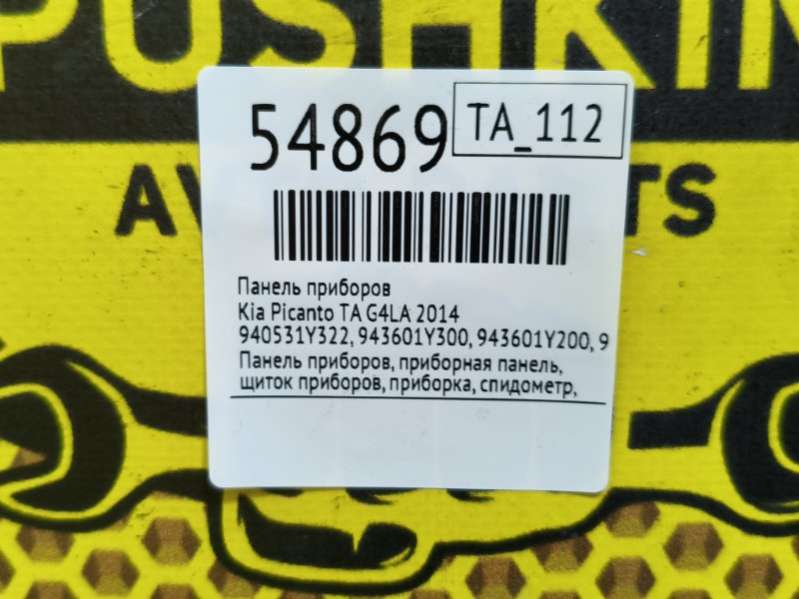 PUSHKIN
54869
TA_112
TS
Панель приборов
Kia Picanto TA G4LA 2014
940531Y322, 943601Y300, 943601Y200, 9
Панель приборов, приборная панель,
щиток приборов, приборка, спидометр,